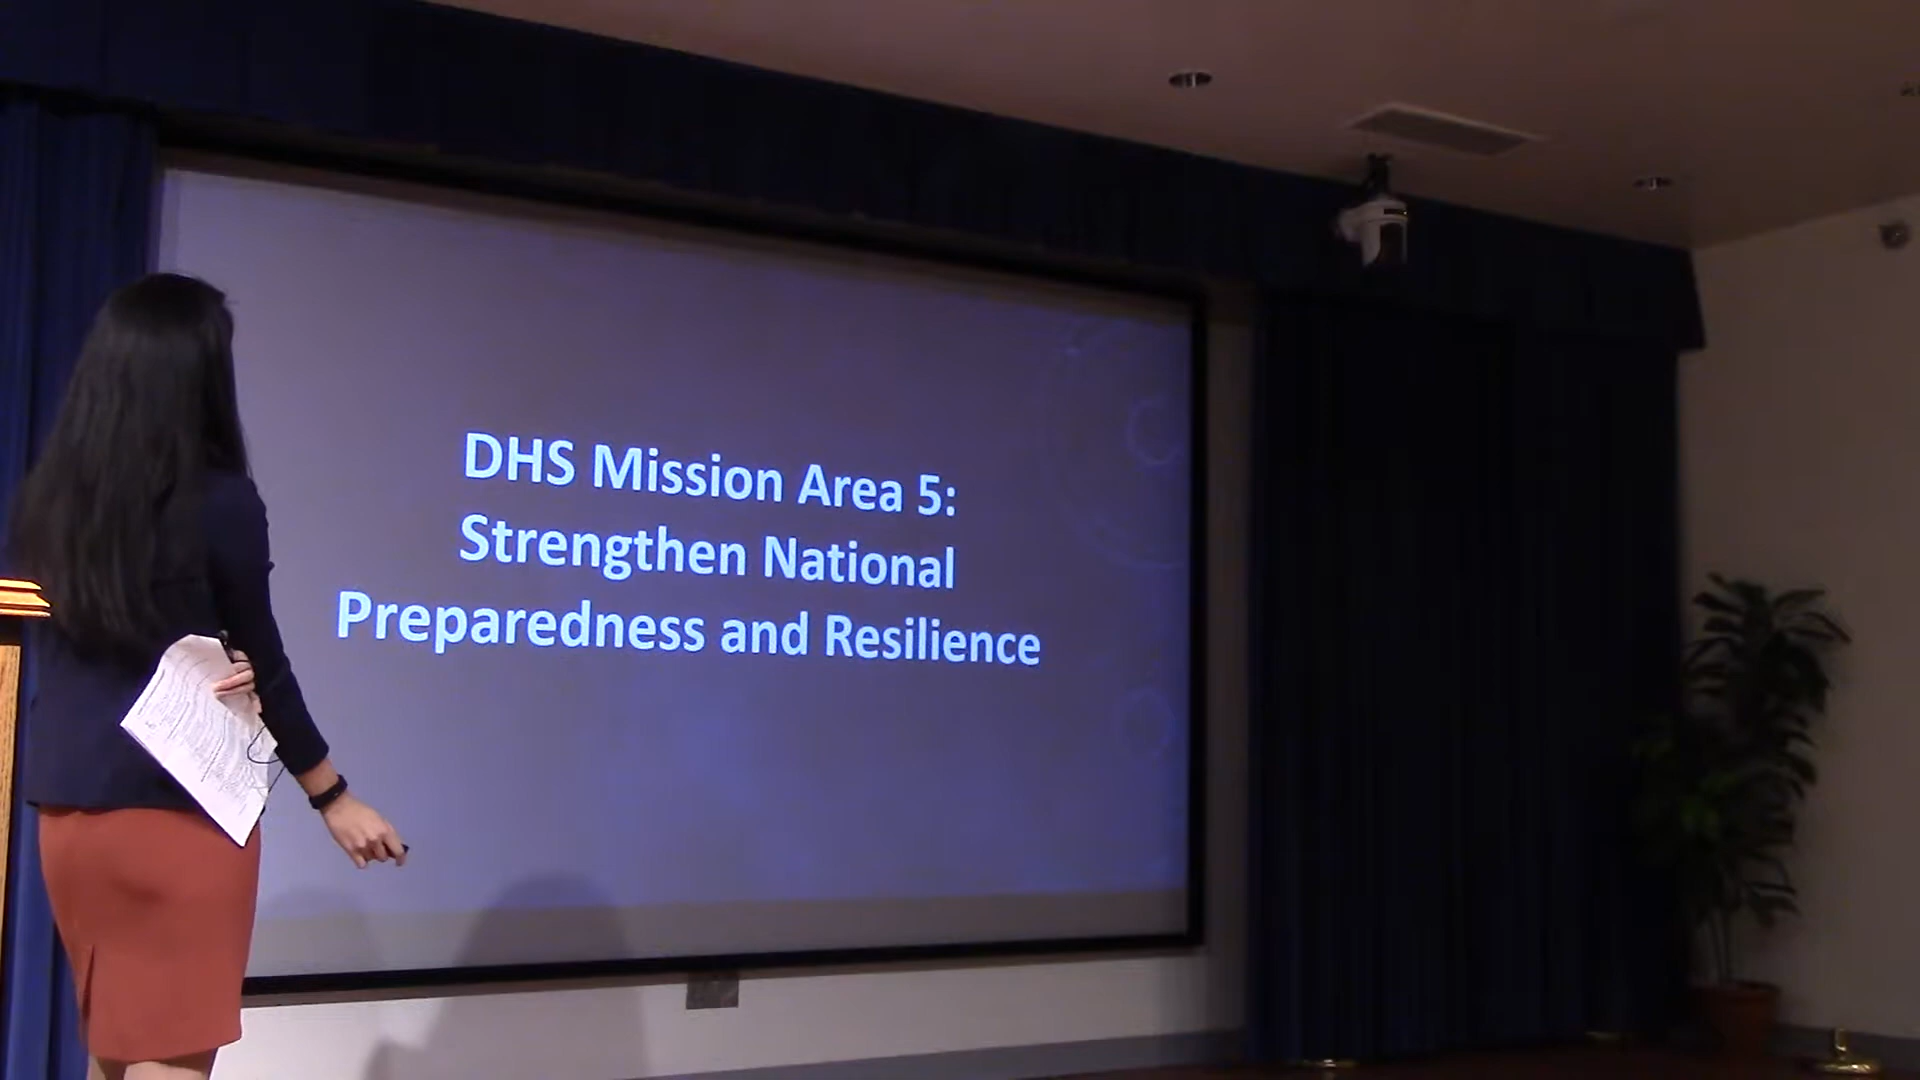 DHS Mission Area 5:
Strengthen National
Preparedness and Resilience